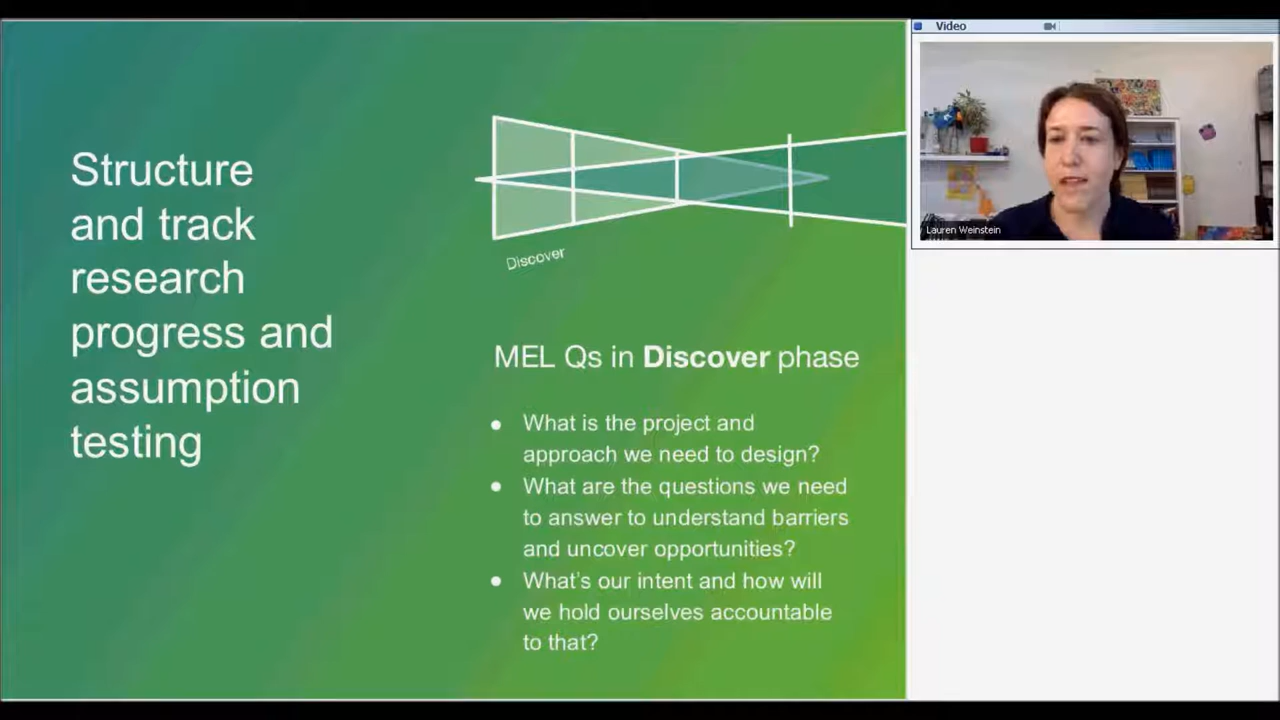 Structure
and track
research
progress and
assumption
testing
Discover
MEL Qs in Discover phase
• What is the project and
approach we need to design?
• What are the questions we need
to answer to understand barriers
and uncover opportunities?
• What's our intent and how will
we hold ourselves accountable
to that?
Video
Lauren Weinstein